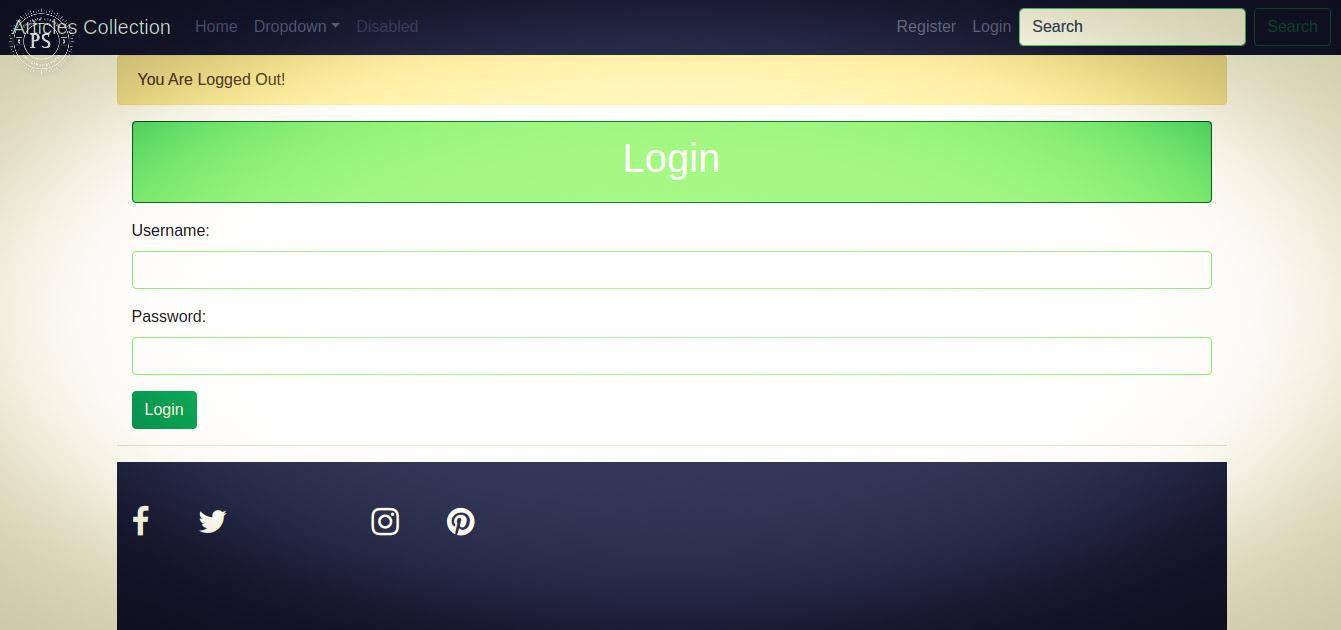 Articles Collection Home Dropdown Disabled Register Login Search Search
PS
You Are Logged Out!
Login
Username:
Password:
Login